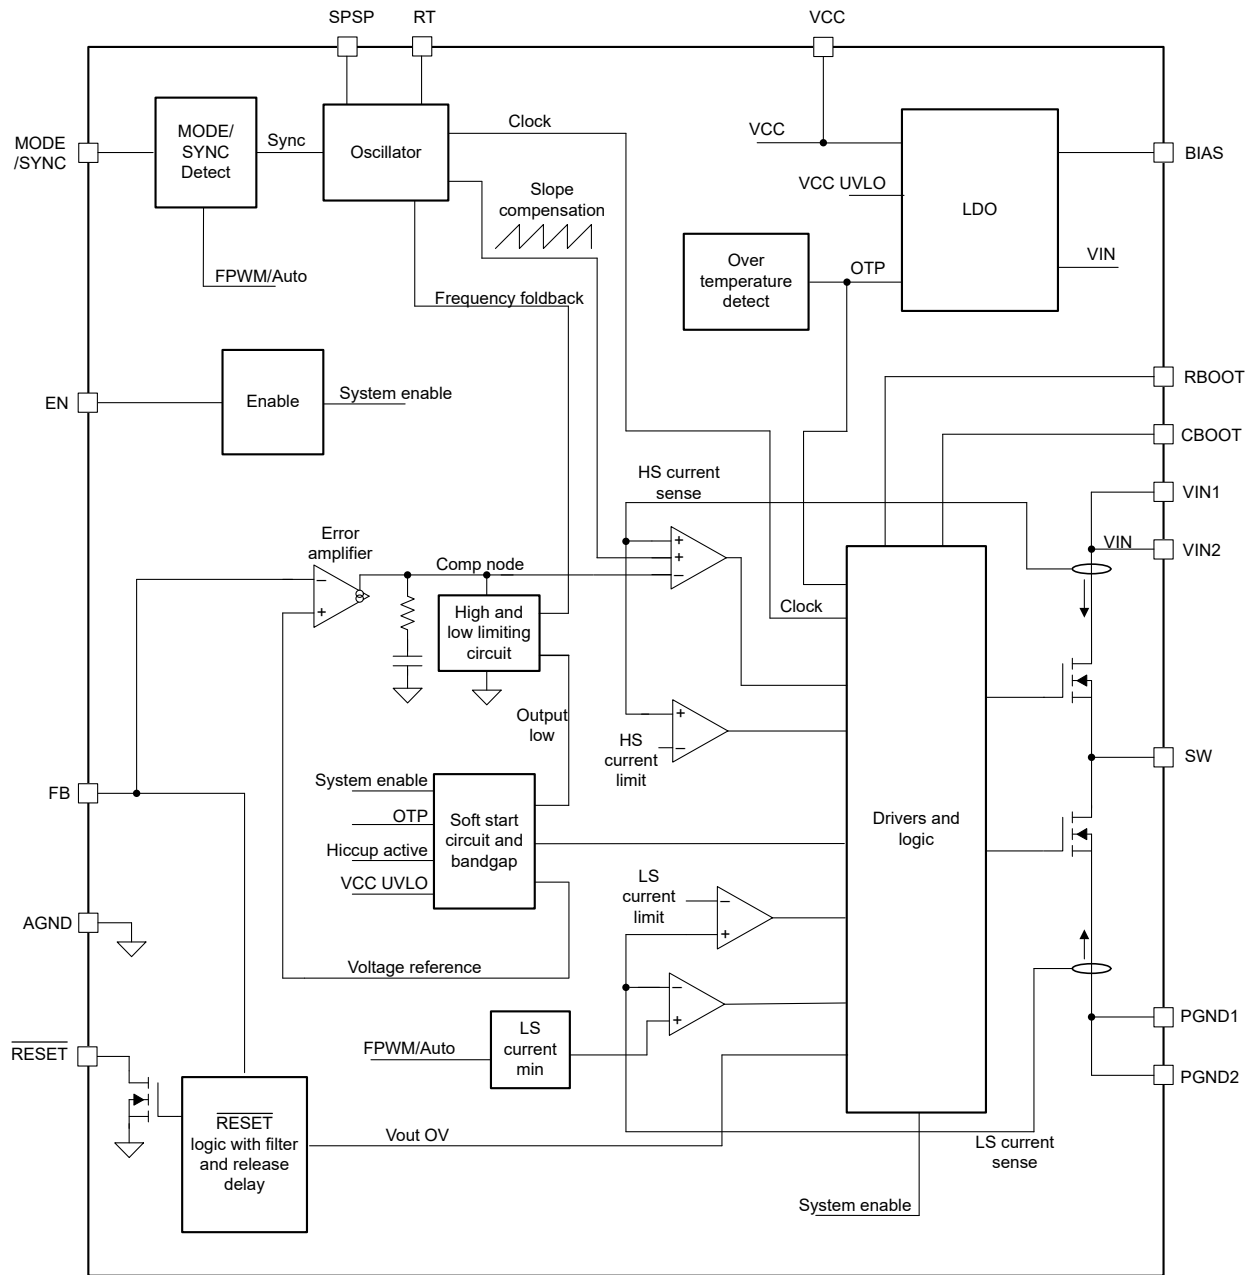 SPSP
RT
VCC
MODE
/SYNC
MODE/
SYNC
Detect
Sync
Oscillator
Clock
Slope
compensation
FPWM/Auto
Frequency foldback
VCC
VCC UVLO
LDO
BIAS
VIN
Over
temperature
detect
OTP
EN
Enable
System enable
RBOOT
CBOOT
VIN1
VIN
VIN2
HS current
sense
Error
amplifier
Comp node
−
+
+
+
−
High and
low limiting
circuit
Clock
Output
low
+
−
HS
current
limit
SW
FB
System enable
OTP
Hiccup active
VCC UVLO
Soft start
circuit and
bandgap
Drivers and
logic
LS
current
limit
−
+
AGND
Voltage reference
−
+
PGND1
RESET
FPWM/Auto
LS
current
min
PGND2
RESET
logic with filter
and release
delay
Vout OV
LS current
sense
System enable